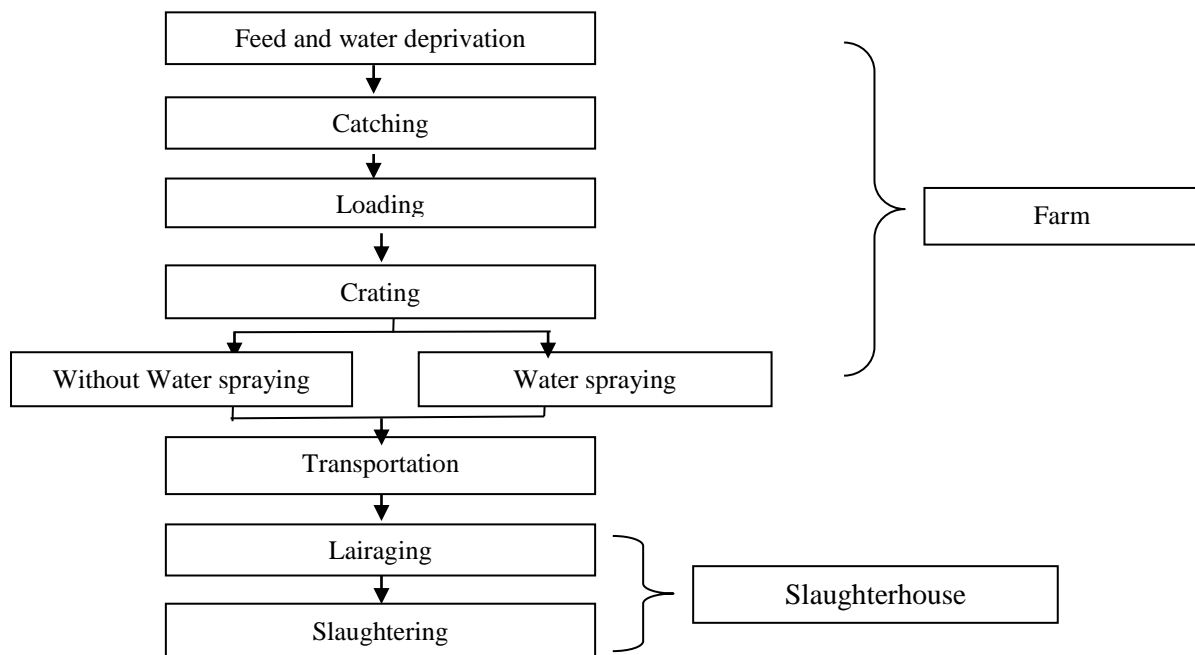 Feed and water deprivation
Catching
Loading
Farm
Crating
Without Water spraying
Water spraying
Transportation
Lairaging
Slaughterhouse
Slaughtering